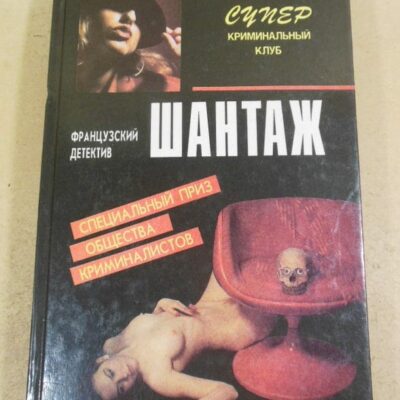 СУПЕР
КРИМИНАЛЬНЫЙ
КЛУБ
ФРАНЦУЗСКИЙ
ДЕТЕКТИВ
ШАНТАЖ
СПЕЦИАЛЬНЫЙ ПРИЗ
ОБЩЕСТВА
КРИМИНАЛИСТОВ